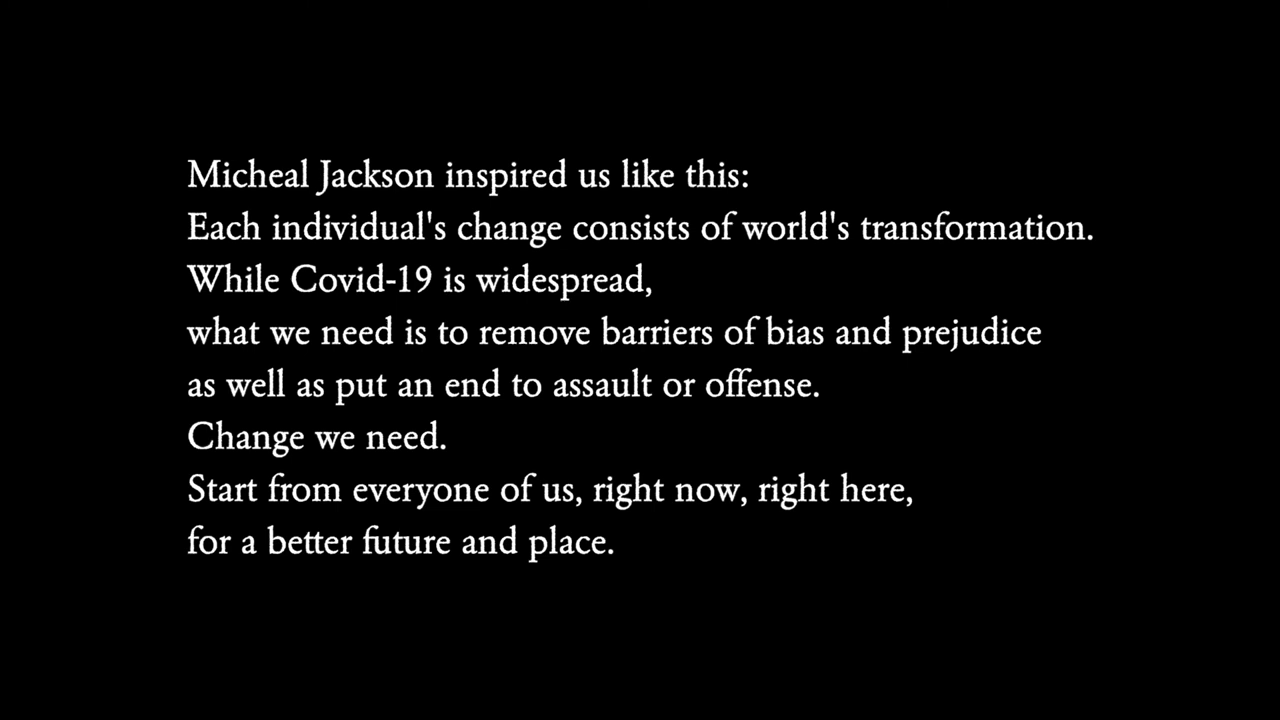 Micheal Jackson inspired us like this:
Each individual's change consists of world's transformation.
While Covid-19 is widespread,
what we need is to remove barriers of bias and prejudice
as well as put an end to assault or offense.
Change we need.
Start from everyone of us, right now, right here,
for a better future and place.